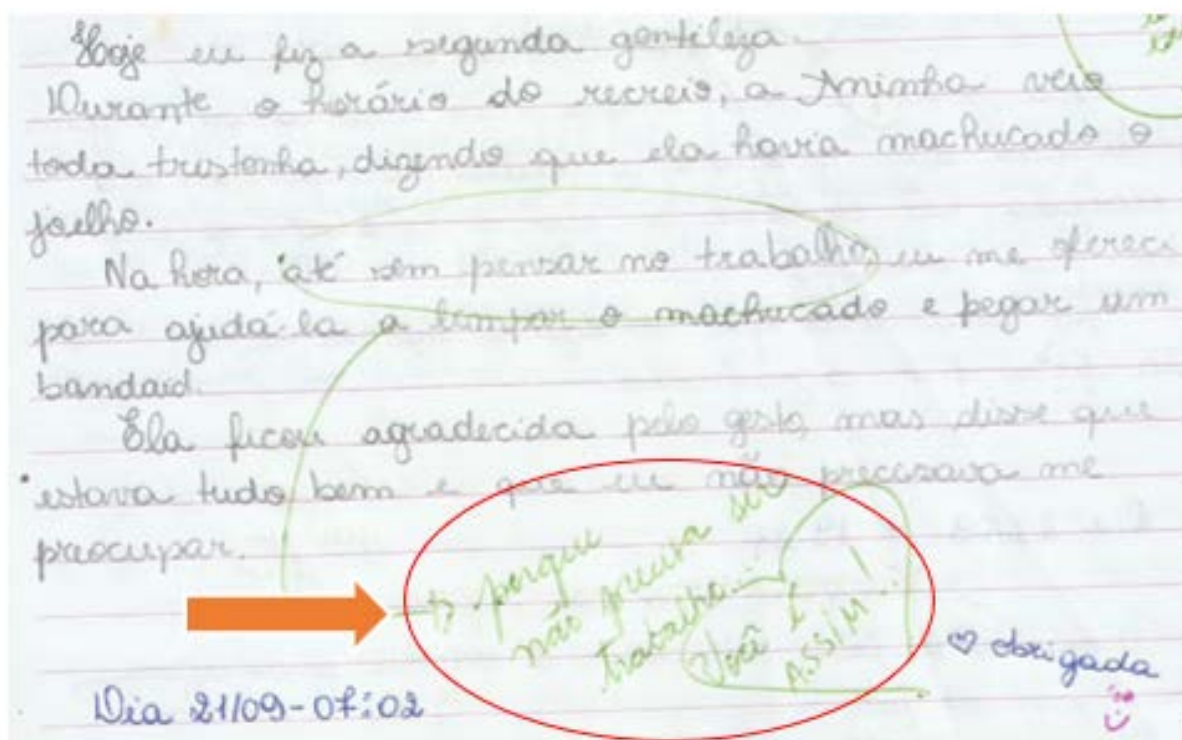 Hoje eu fiz a segunda gentileza.
Durante o horário do recreio, a Aninha veio
toda tristonha, dizendo que ela havia machucado o
joelho.
Na hora, até sem pensar no trabalho eu me ofereci
para ajudá-la a limpar o machucado e pegar um
bandaid.
Ela ficou agradecida pelo gesto, mas disse que
estava tudo bem e que eu não precisava me
preocupar.
porque
não precisa ser
trabalho...
Você é
ASSIM!
♡ obrigada
Dia 21/09-07:02